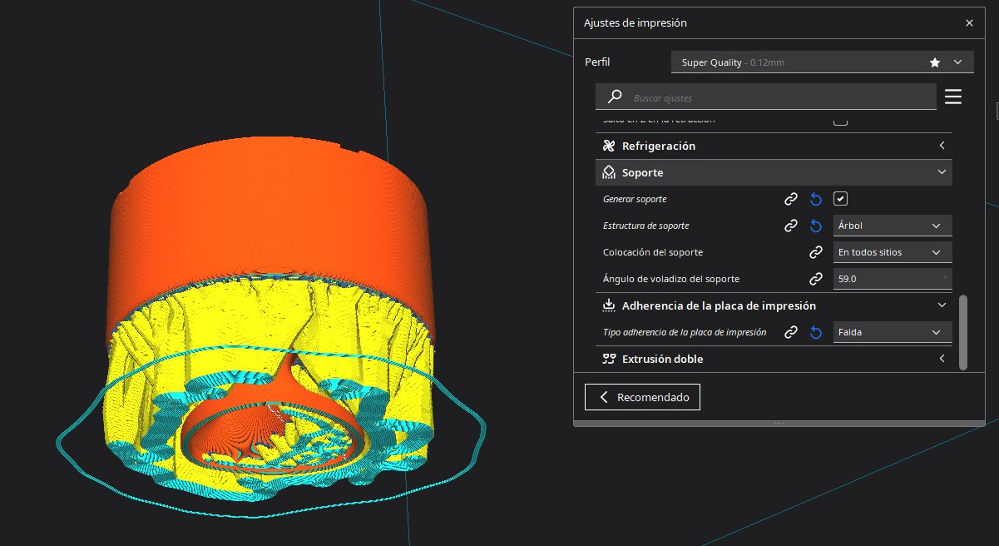 Ajustes de impresión
Perfil
Super Quality - 0.12mm
Buscar ajustes
Salto en Z en la retracción
Refrigeración
Soporte
Generar soporte
Estructura de soporte
Árbol
Colocación del soporte
En todos sitios
Ángulo de voladizo del soporte
59.0 °
Adherencia de la placa de impresión
Tipo adherencia de la placa de impresión
Falda
Extrusión doble
Recomendado